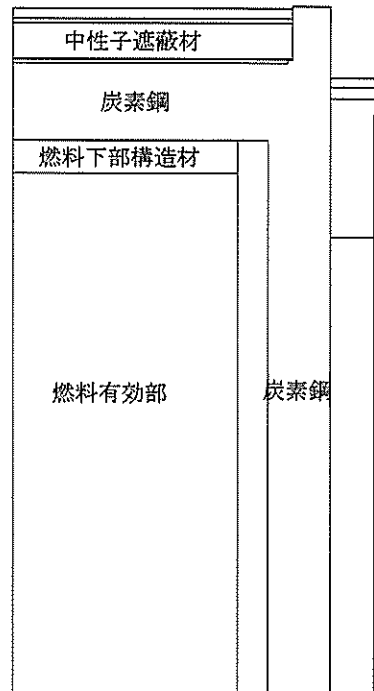 中性子遮蔽材
炭素鋼
燃料下部構造材
燃料有効部
炭素鋼